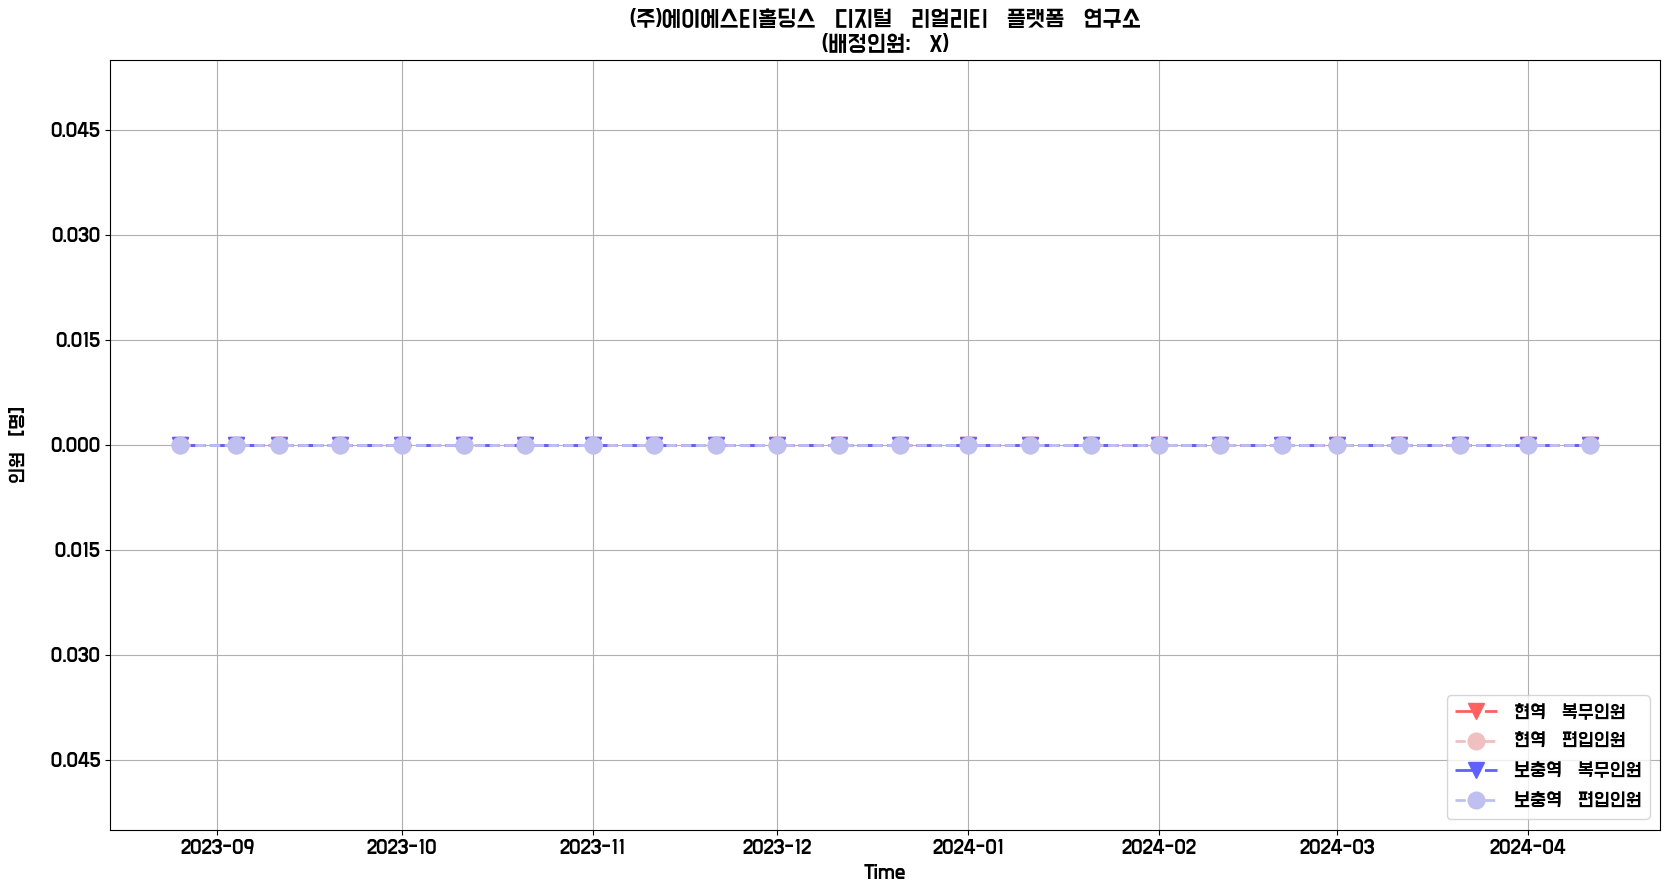 (주)에이에스티홀딩스 디지털 리얼리티 플랫폼 연구소
(배정인원: X)
0.045
0.030
0.015
0.000
0.015
0.030
0.045
인원 [명]
현역 복무인원
현역 편입인원
보충역 복무인원
보충역 편입인원
2023-09 2023-10 2023-11 2023-12 2024-01 2024-02 2024-03 2024-04
Time